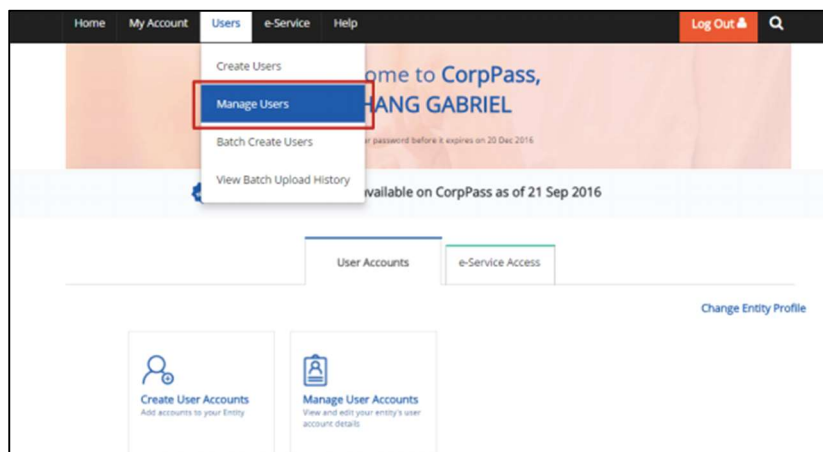 Home My Account Users e-Service Help Log Out
Create Users
Manage Users
Batch Create Users
View Batch Upload History
ome to CorpPass,
HANG GABRIEL
r password before it expires on 20 Dec 2016
vailable on CorpPass as of 21 Sep 2016
User Accounts e-Service Access
Change Entity Profile
Create User Accounts
Add accounts to your Entity
Manage User Accounts
View and edit your entity's user
account details